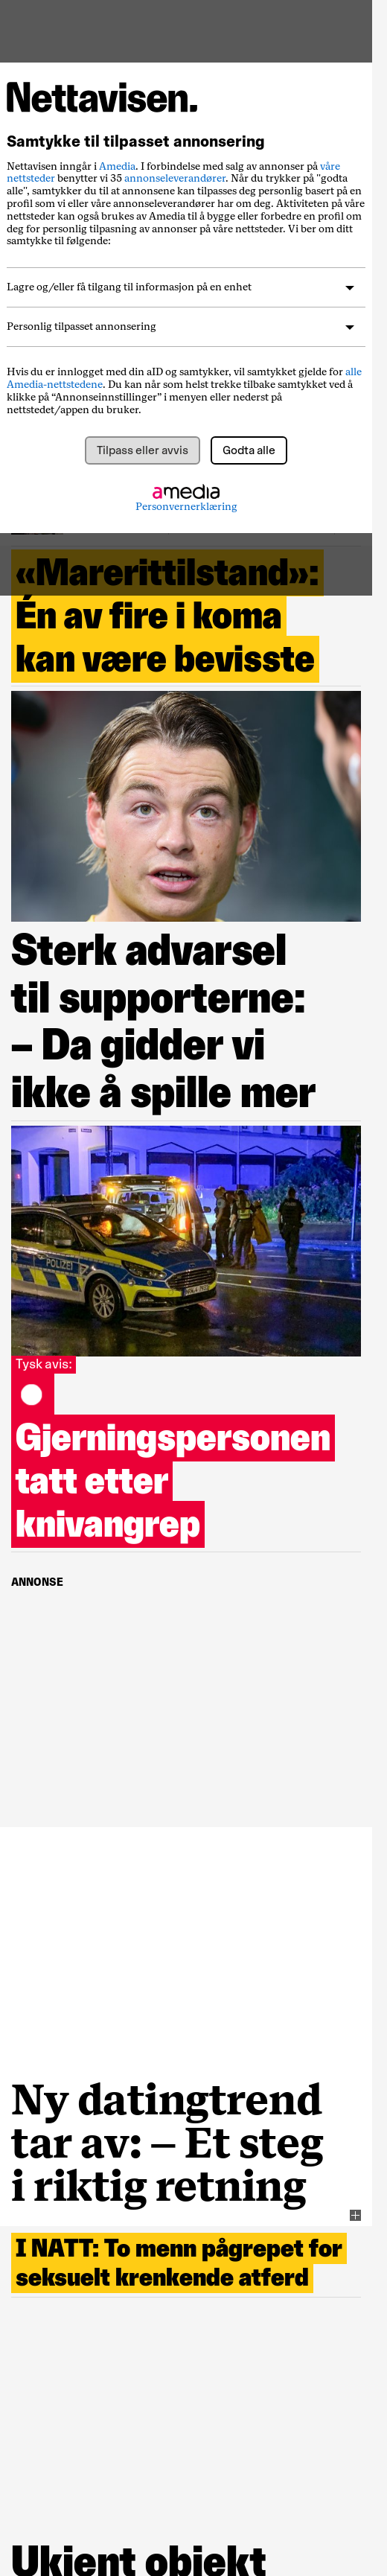 Nettavisen.
Samtykke til tilpasset annonsering
Nettavisen inngår i Amedia. I forbindelse med salg av annonser på våre
nettsteder benytter vi 35 annonseleverandører. Når du trykker på "godta
alle", samtykker du til at annonsene kan tilpasses deg personlig basert på en
profil som vi eller våre annonseleverandører har om deg. Aktiviteten på våre
nettsteder kan også brukes av Amedia til å bygge eller forbedre en profil om
deg for personlig tilpasning av annonser på våre nettsteder. Vi ber om ditt
samtykke til følgende:
Lagre og/eller få tilgang til informasjon på en enhet
Personlig tilpasset annonsering
Hvis du er innlogget med din aID og samtykker, vil samtykket gjelde for alle
Amedia-nettstedene. Du kan når som helst trekke tilbake samtykket ved å
klikke på “Annonseinnstillinger” i menyen eller nederst på
nettstedet/appen du bruker.
Tilpass eller avvis
Godta alle
amedia
Personvernerklæring
«Marerittilstand»:
Én av fire i koma
kan være bevisste
Sterk advarsel
til supporterne:
– Da gidder vi
ikke å spille mer
POLIZEI
Tysk avis:
Gjerningspersonen
tatt etter
knivangrep
ANNONSE
Ny datingtrend
tar av: – Et steg
i riktig retning
I NATT: To menn pågrepet for
seksuelt krenkende atferd
Ukjent objekt